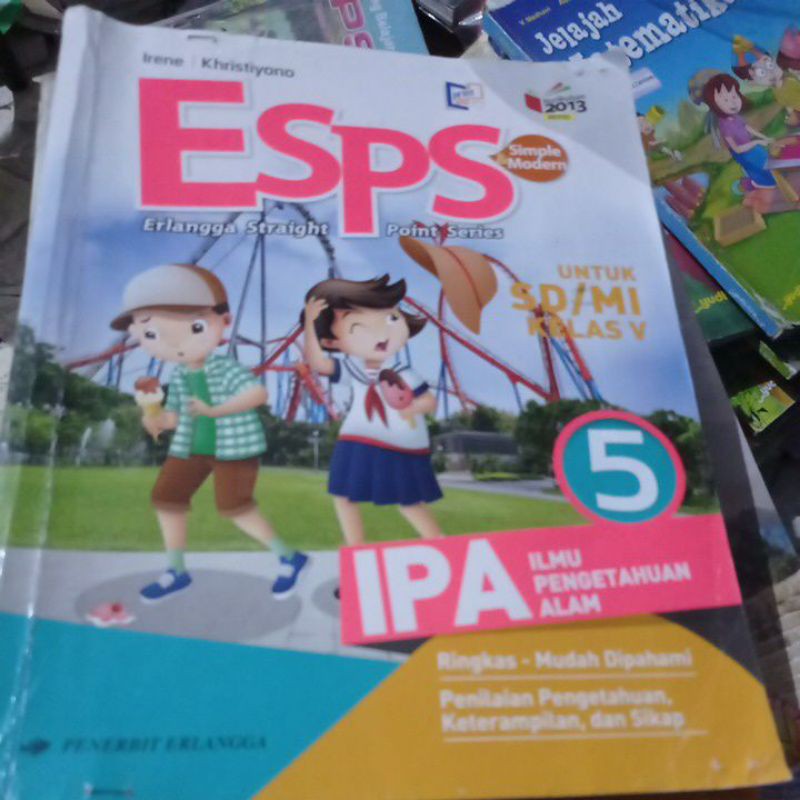 Irene | Khristiyono
2013
ESPS
Simple
Modern
Erlangga Straight Point Series
UNTUK
SD/MI
KELAS V
5
IPA
ILMU
PENGETAHUAN
ALAM
Ringkas - Mudah Dipahami
Penilaian Pengetahuan,
Keterampilan, dan Sikap
PENERBIT ERLANGGA
Jelajah